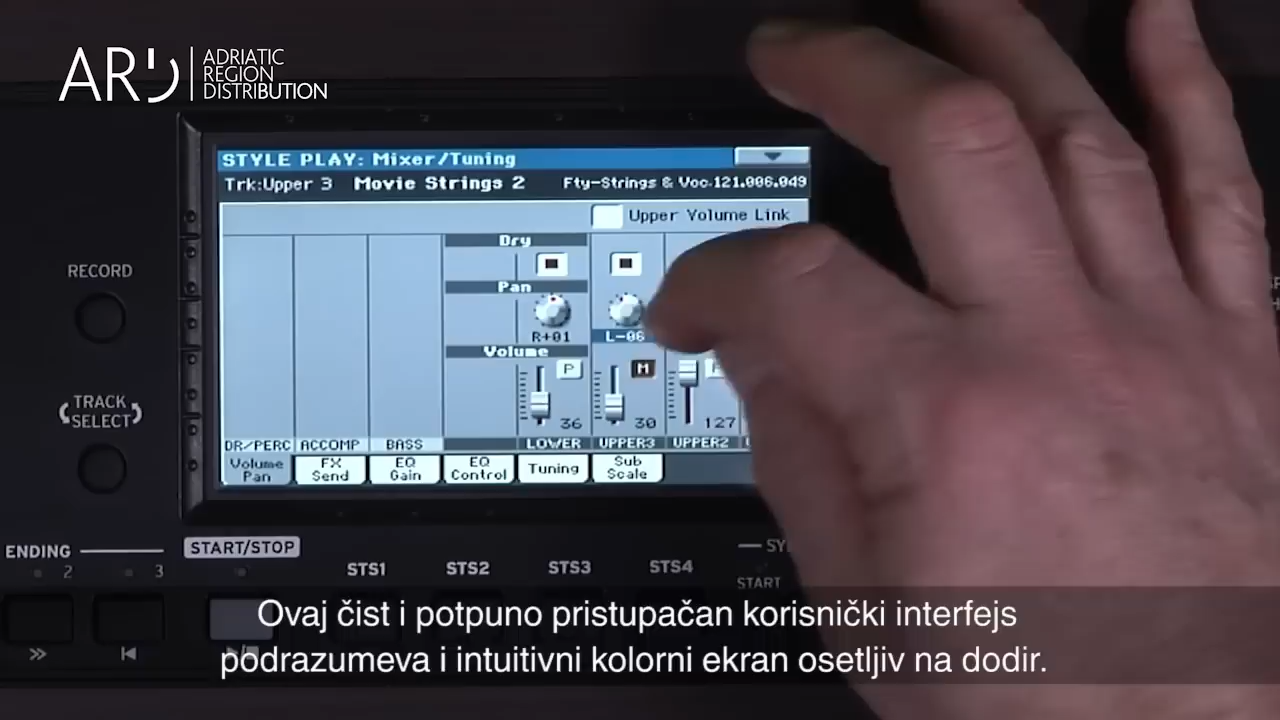 ARD
ADRIATIC
REGION
DISTRIBUTION
STYLE PLAY: Mixer/Tuning
Trk:Upper 3 Movie Strings 2 Fty-Strings & Voc 121.006.049
Upper Volume Link
Dry
Pan
R+01 L-06
Volume
P M
36 30 127
DR/PERC ACCOMP BASS LOWER UPPER3 UPPER2
Volume Pan
FX Send
EQ Gain
EQ Control
Tuning
Sub Scale
RECORD
TRACK
SELECT
ENDING
2 3
START/STOP
STS1 STS2 STS3 STS4
START
Ovaj čist i potpuno pristupačan korisnički interfejs
podrazumeva i intuitivni kolorni ekran osetljiv na dodir.